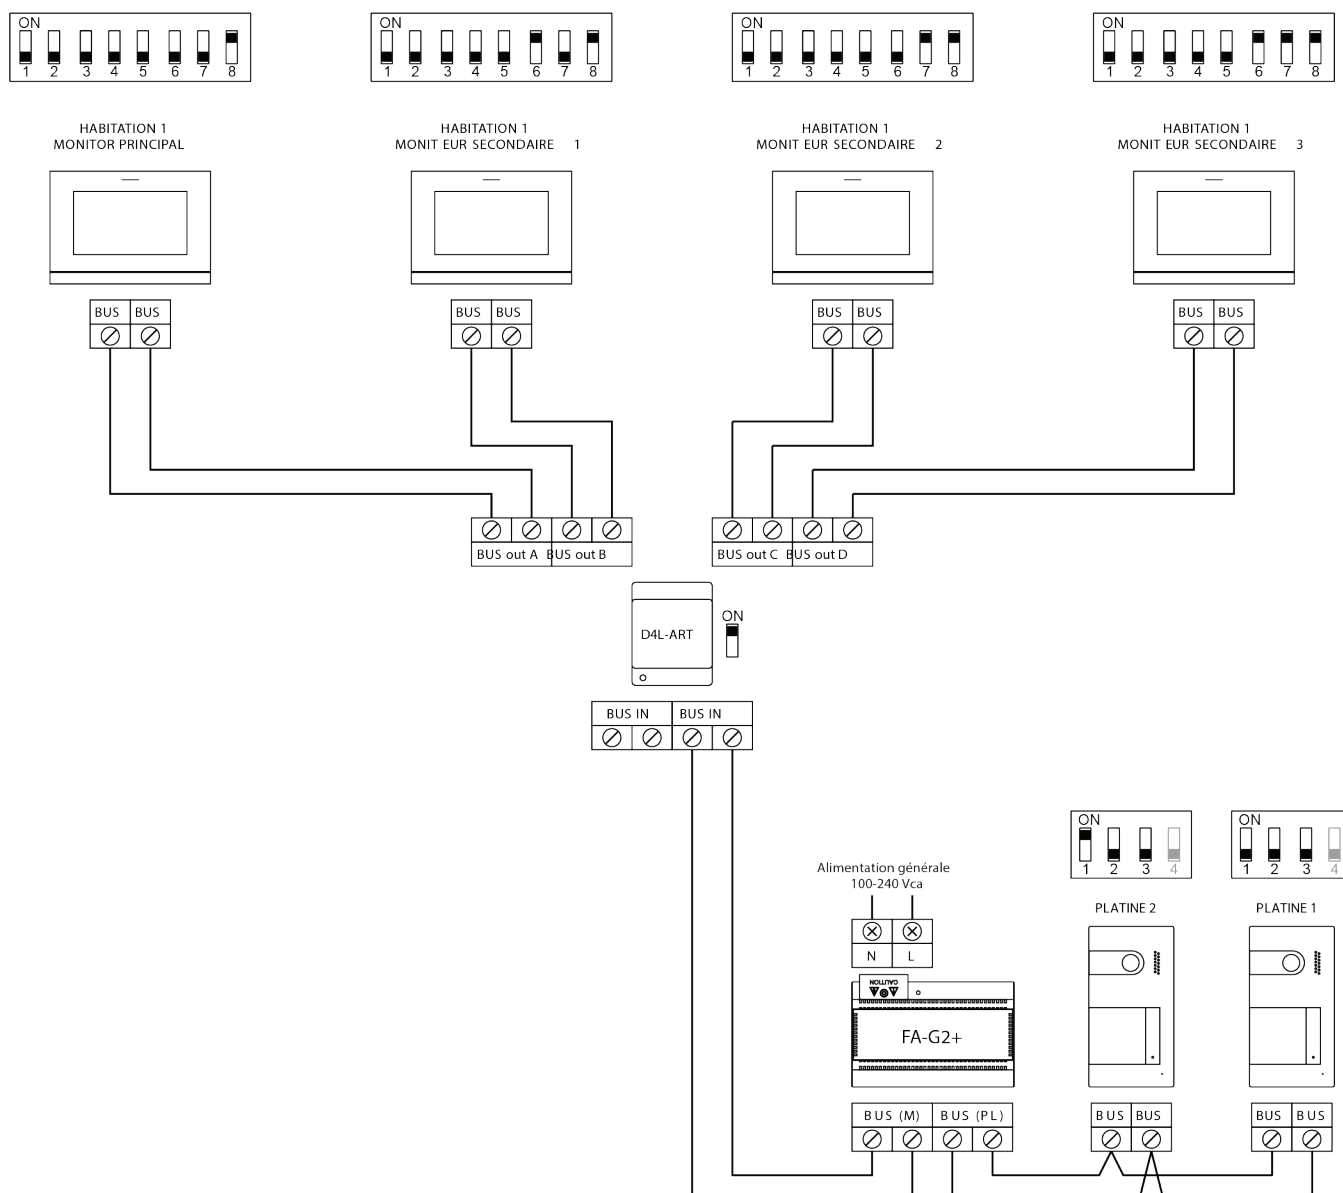 ON
1 2 3 4 5 6 7 8
ON
1 2 3 4 5 6 7 8
ON
1 2 3 4 5 6 7 8
ON
1 2 3 4 5 6 7 8
HABITATION 1
MONITOR PRINCIPAL
HABITATION 1
MONIT EUR SECONDAIRE 1
HABITATION 1
MONIT EUR SECONDAIRE 2
HABITATION 1
MONIT EUR SECONDAIRE 3
BUS BUS
BUS BUS
BUS BUS
BUS BUS
BUS out A BUS out B
BUS out C BUS out D
D4L-ART
ON
BUS IN BUS IN
ON
1 2 3 4
ON
1 2 3 4
Alimentation générale
100-240 Vca
N L
PLATINE 2
PLATINE 1
CAUTION
FA-G2+
BUS (M) BUS (PL)
BUS BUS
BUS BUS